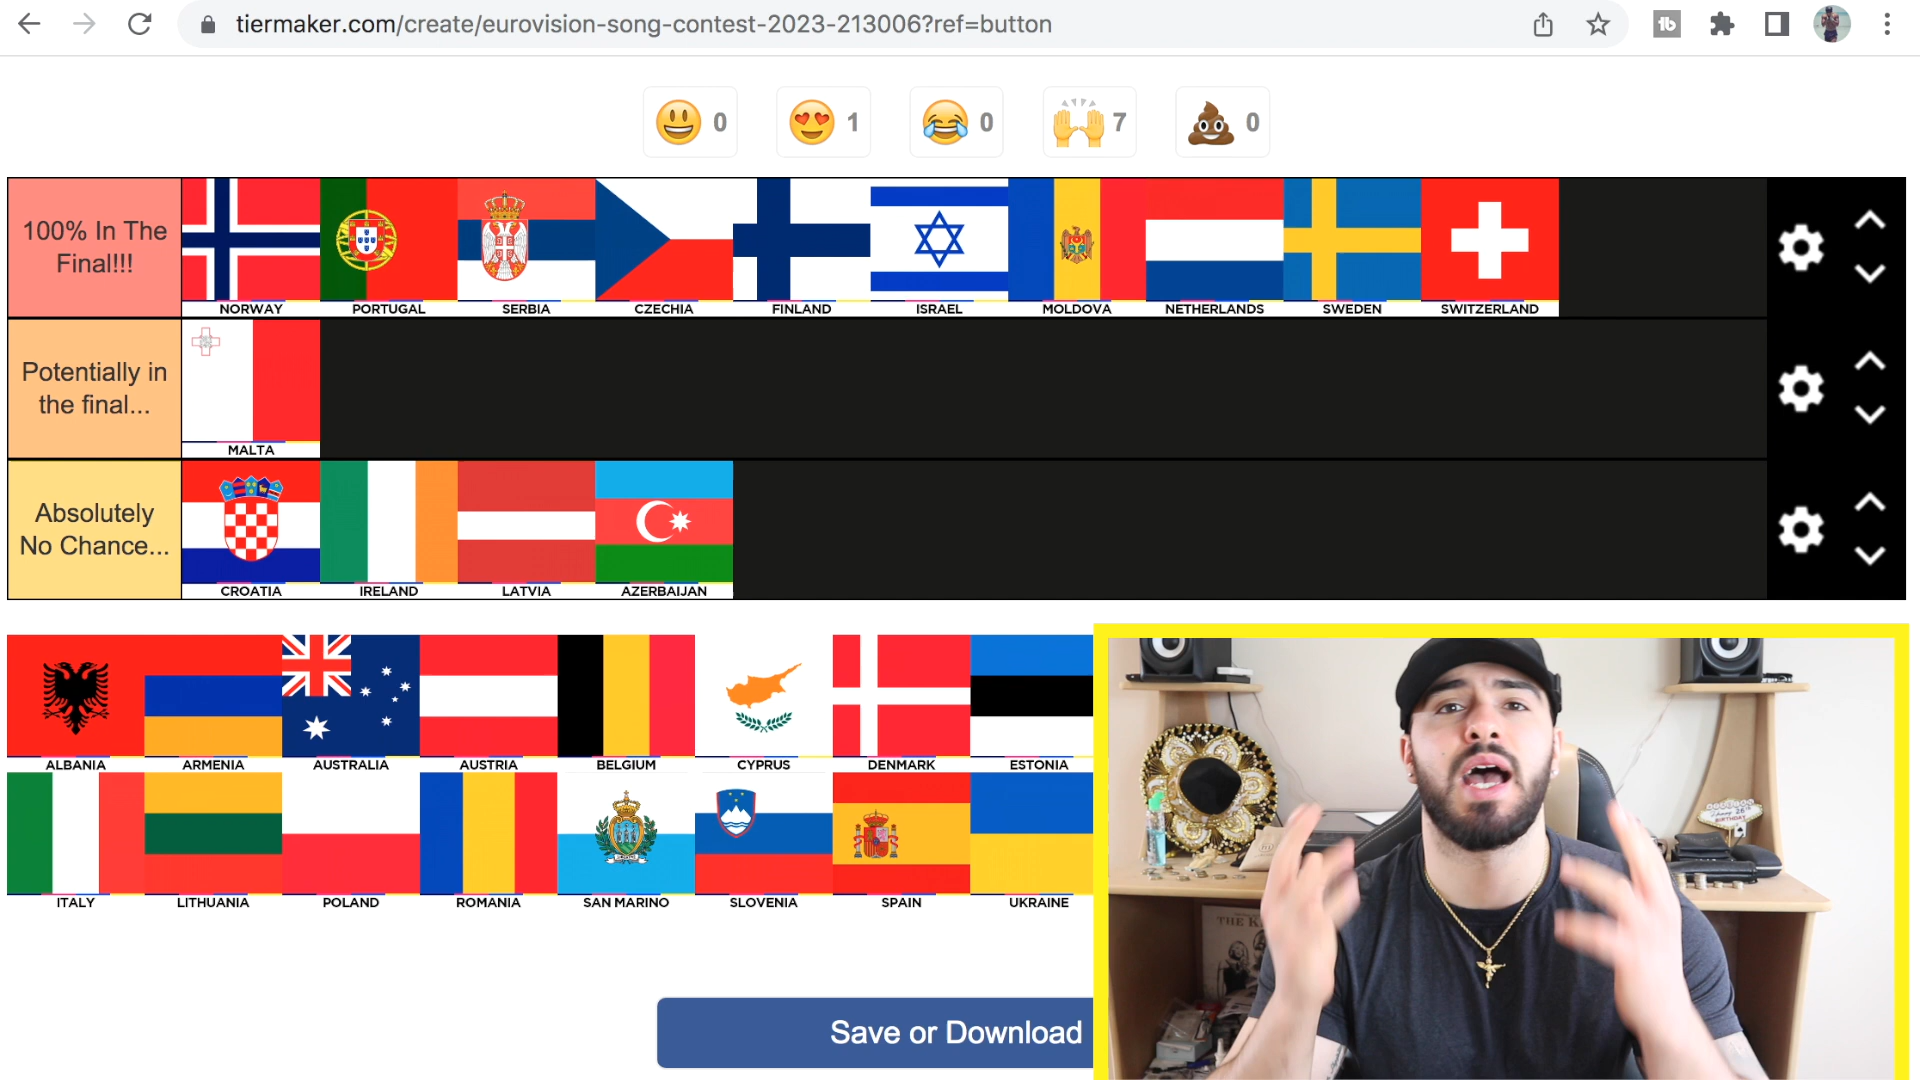 tiermaker.com/create/eurovision-song-contest-2023-213006?ref=button
0
1
0
7
0
100% In The
Final!!!
NORWAY
PORTUGAL
SERBIA
CZECHIA
FINLAND
ISRAEL
MOLDOVA
NETHERLANDS
SWEDEN
SWITZERLAND
Potentially in
the final...
MALTA
Absolutely
No Chance...
CROATIA
IRELAND
LATVIA
AZERBAIJAN
ALBANIA
ARMENIA
AUSTRALIA
AUSTRIA
BELGIUM
CYPRUS
DENMARK
ESTONIA
ITALY
LITHUANIA
POLAND
ROMANIA
SAN MARINO
SLOVENIA
SPAIN
UKRAINE
Save or Download
BIRTHDAY
THE K